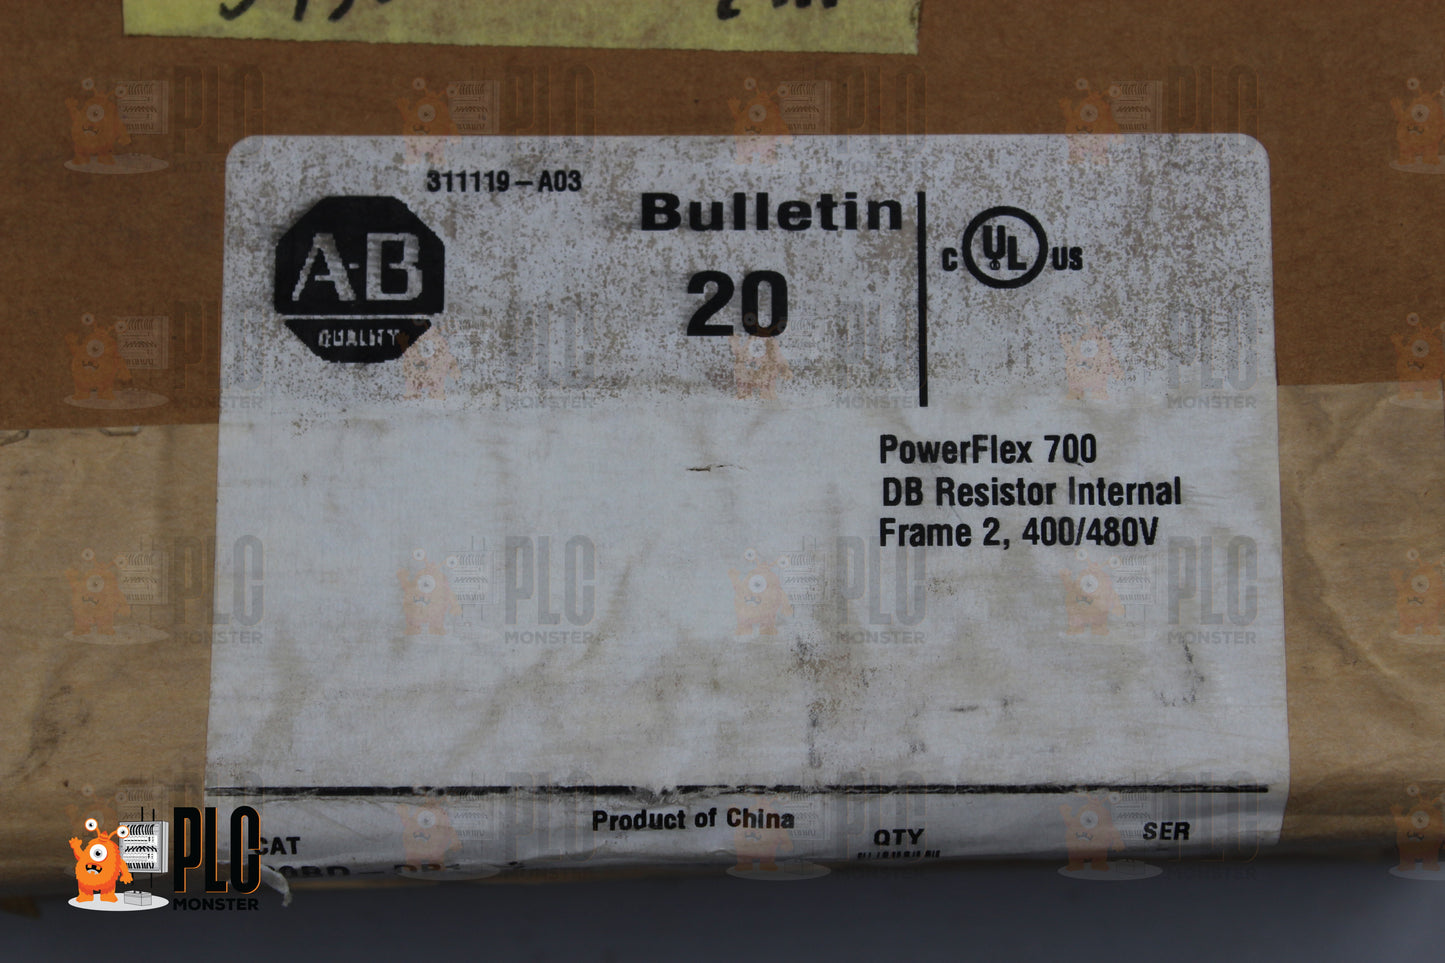 311119-A03
Bulletin
20
A-B
QUALITY
C UL US
PowerFlex 700
DB Resistor Internal
Frame 2, 400/480V
Product of China
CAT
QTY
SER
PLC
MONSTER